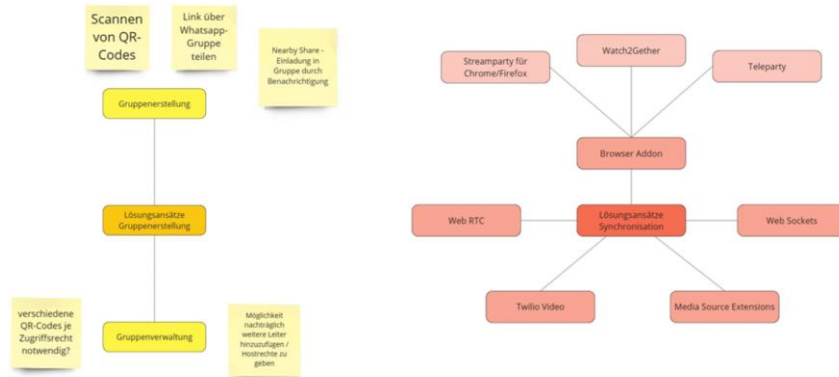 Scannen
von QR-
Codes
Link über
Whatsapp-
Gruppe
teilen
Nearby Share -
Einladung in
Gruppe durch
Benachrichtigung
Gruppenerstellung
Lösungsansätze
Gruppenerstellung
verschiedene
QR-Codes je
Zugriffsrecht
notwendig?
Gruppenverwaltung
Möglichkeit
nachträglich
weitere Leiter
hinzuzufügen /
Hostrechte zu
geben
Streamparty für
Chrome/Firefox
Watch2Gether
Teleparty
Browser Addon
Web RTC
Lösungsansätze
Synchronisation
Web Sockets
Twilio Video
Media Source Extensions